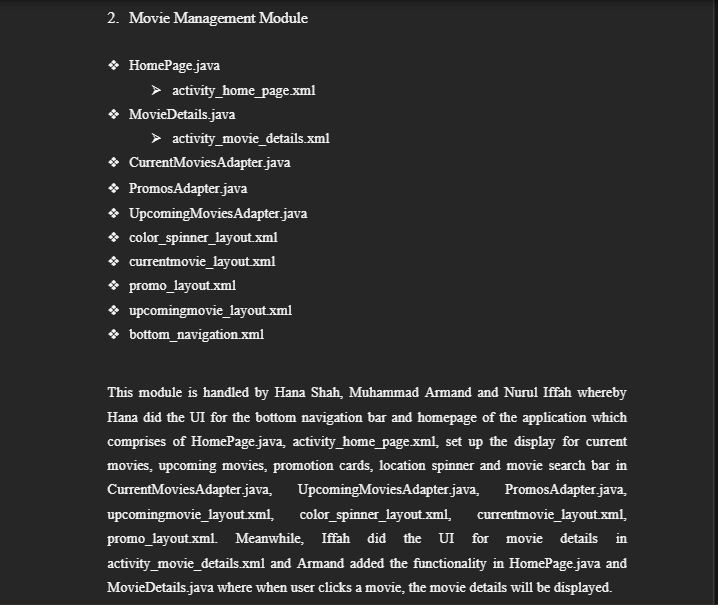 2. Movie Management Module
❖ HomePage.java
➢ activity_home_page.xml
❖ MovieDetails.java
➢ activity_movie_details.xml
❖ CurrentMoviesAdapter.java
❖ PromosAdapter.java
❖ UpcomingMoviesAdapter.java
❖ color_spinner_layout.xml
❖ currentmovie_layout.xml
❖ promo_layout.xml
❖ upcomingmovie_layout.xml
❖ bottom_navigation.xml
This module is handled by Hana Shah, Muhammad Armand and Nurul Iffah whereby
Hana did the UI for the bottom navigation bar and homepage of the application which
comprises of HomePage.java, activity_home_page.xml, set up the display for current
movies, upcoming movies, promotion cards, location spinner and movie search bar in
CurrentMoviesAdapter.java, UpcomingMoviesAdapter.java, PromosAdapter.java,
upcomingmovie_layout.xml, color_spinner_layout.xml, currentmovie_layout.xml,
promo_layout.xml. Meanwhile, Iffah did the UI for movie details in
activity_movie_details.xml and Armand added the functionality in HomePage.java and
MovieDetails.java where when user clicks a movie, the movie details will be displayed.